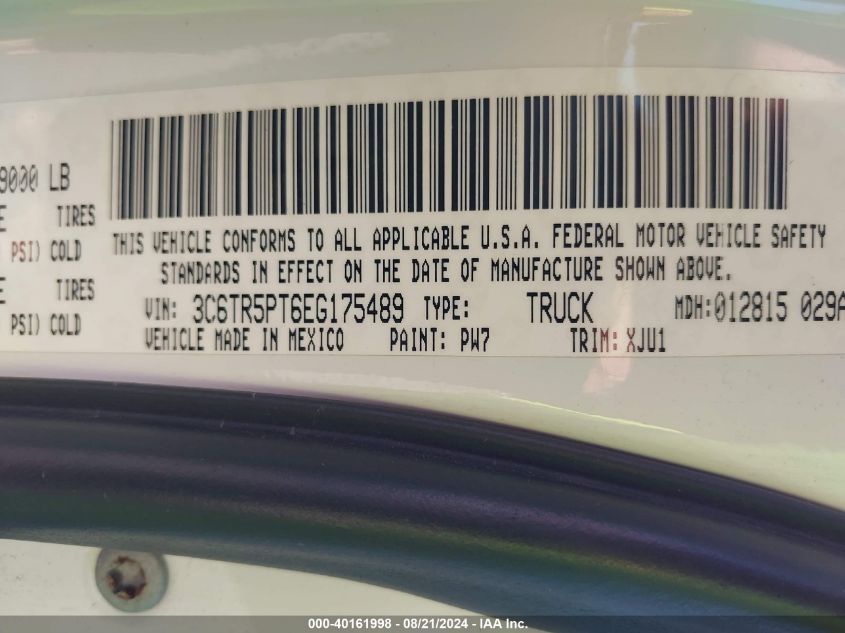 9000 LB
TIRES
PSI) COLD
TIRES
PSI) COLD
THIS VEHICLE CONFORMS TO ALL APPLICABLE U.S.A. FEDERAL MOTOR VEHICLE SAFETY
STANDARDS IN EFFECT ON THE DATE OF MANUFACTURE SHOWN ABOVE.
VIN: 3C6TR5PT6EG175489 TYPE: TRUCK MDH:012815 029A
VEHICLE MADE IN MEXICO PAINT: PW7 TRIM: XJU1
000-40161998 - 08/21/2024 - IAA Inc.